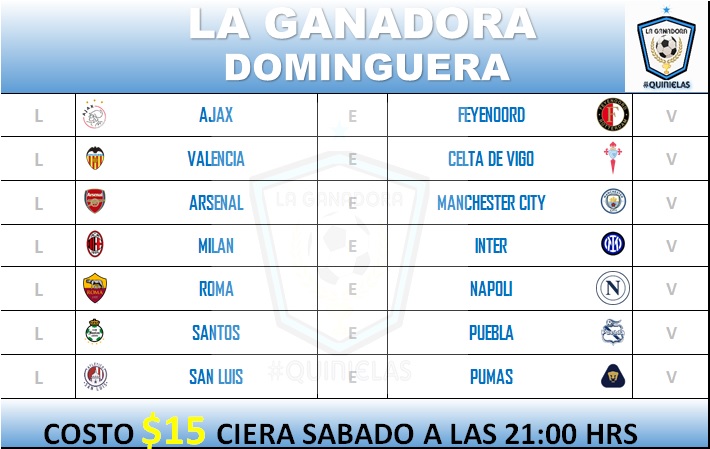 LA GANADORA
DOMINGUERA
LA GANADORA
#QUINIELAS
L AJAX E FEYENOORD V
L VALENCIA E CELTA DE VIGO V
L ARSENAL E MANCHESTER CITY V
L MILAN E INTER V
L ROMA E NAPOLI V
L SANTOS E PUEBLA V
L SAN LUIS E PUMAS V
LA GANADORA
#QUINIELAS
COSTO $15 CIERA SABADO A LAS 21:00 HRS